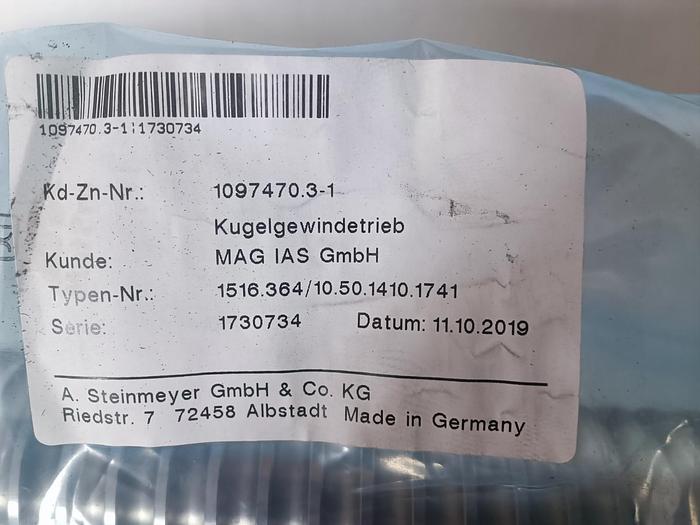 1097470.3-1¦1730734
Kd-Zn-Nr.: 1097470.3-1
Kugelgewindetrieb
Kunde: MAG IAS GmbH
Typen-Nr.: 1516.364/10.50.1410.1741
Serie: 1730734 Datum: 11.10.2019
A. Steinmeyer GmbH & Co. KG
Riedstr. 7 72458 Albstadt Made in Germany